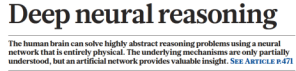 Deep neural reasoning
The human brain can solve highly abstract reasoning problems using a neural
network that is entirely physical. The underlying mechanisms are only partially
understood, but an artificial network provides valuable insight. SEE ARTICLE P.471